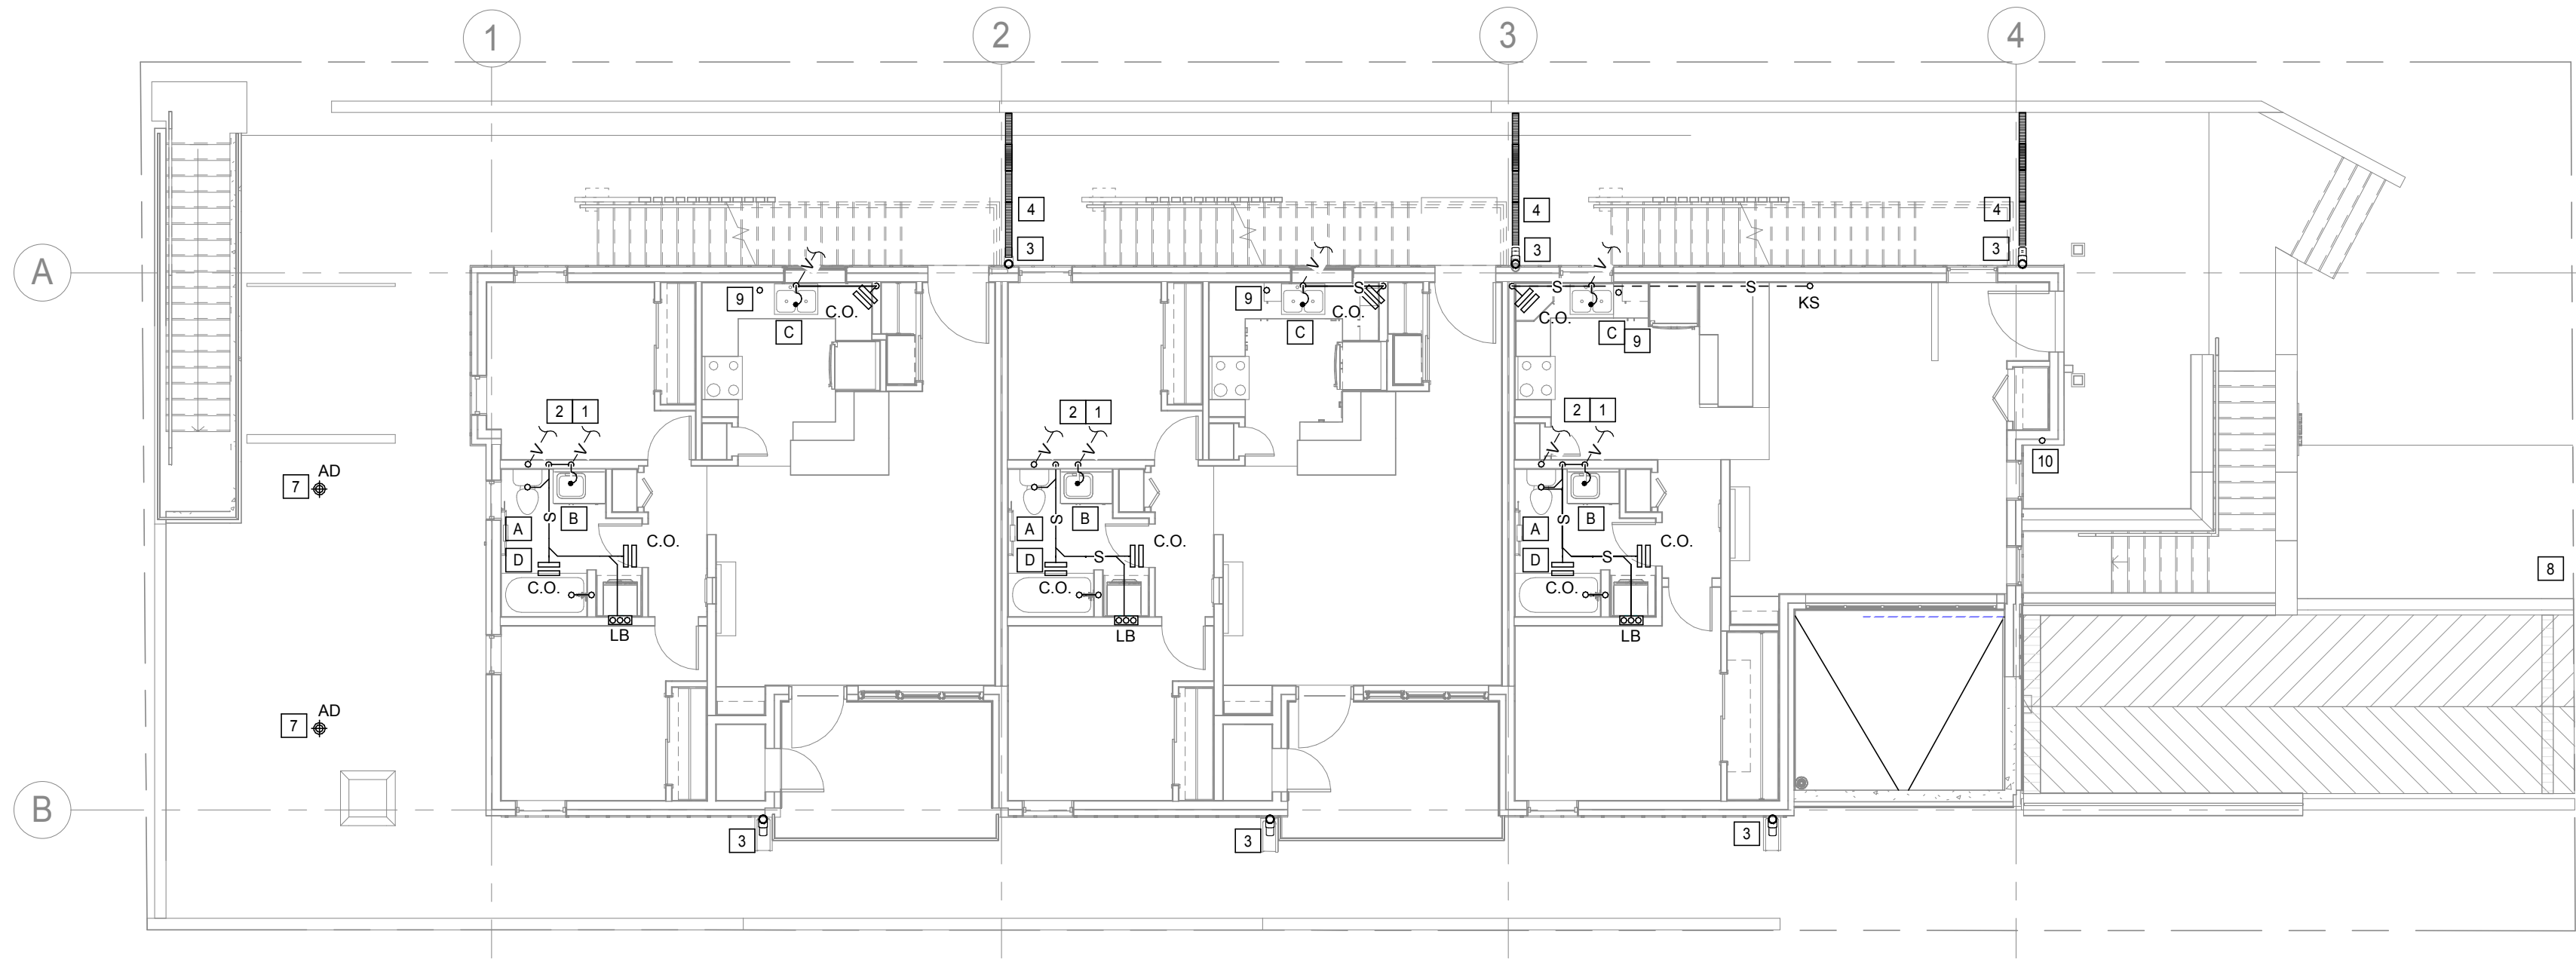 1 2 3 4
A
4 4 4
3 3 3
V V V
S S S
9 C.O. 9 C.O. C.O. KS
C C C 9
2 1 2 1 2 1
V V V V V V
10
AD
7
S S S
A B A B A B
C.O. C.O. C.O.
D D S D S
8
C.O. C.O. C.O.
LB LB LB
AD
7
B
3 3 3